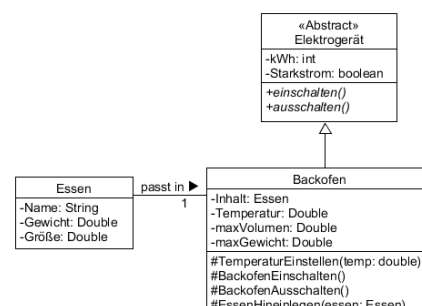 «Abstract»
Elektrogerät
-kWh: int
-Starkstrom: boolean
+einschalten()
+ausschalten()
Essen
-Name: String
-Gewicht: Double
-Größe: Double
passt in ▶
1
Backofen
-Inhalt: Essen
-Temperatur: Double
-maxVolumen: Double
-maxGewicht: Double
#TemperaturEinstellen(temp: double)
#BackofenEinschalten()
#BackofenAusschalten()
#EssenHineinlegen(essen: Essen)